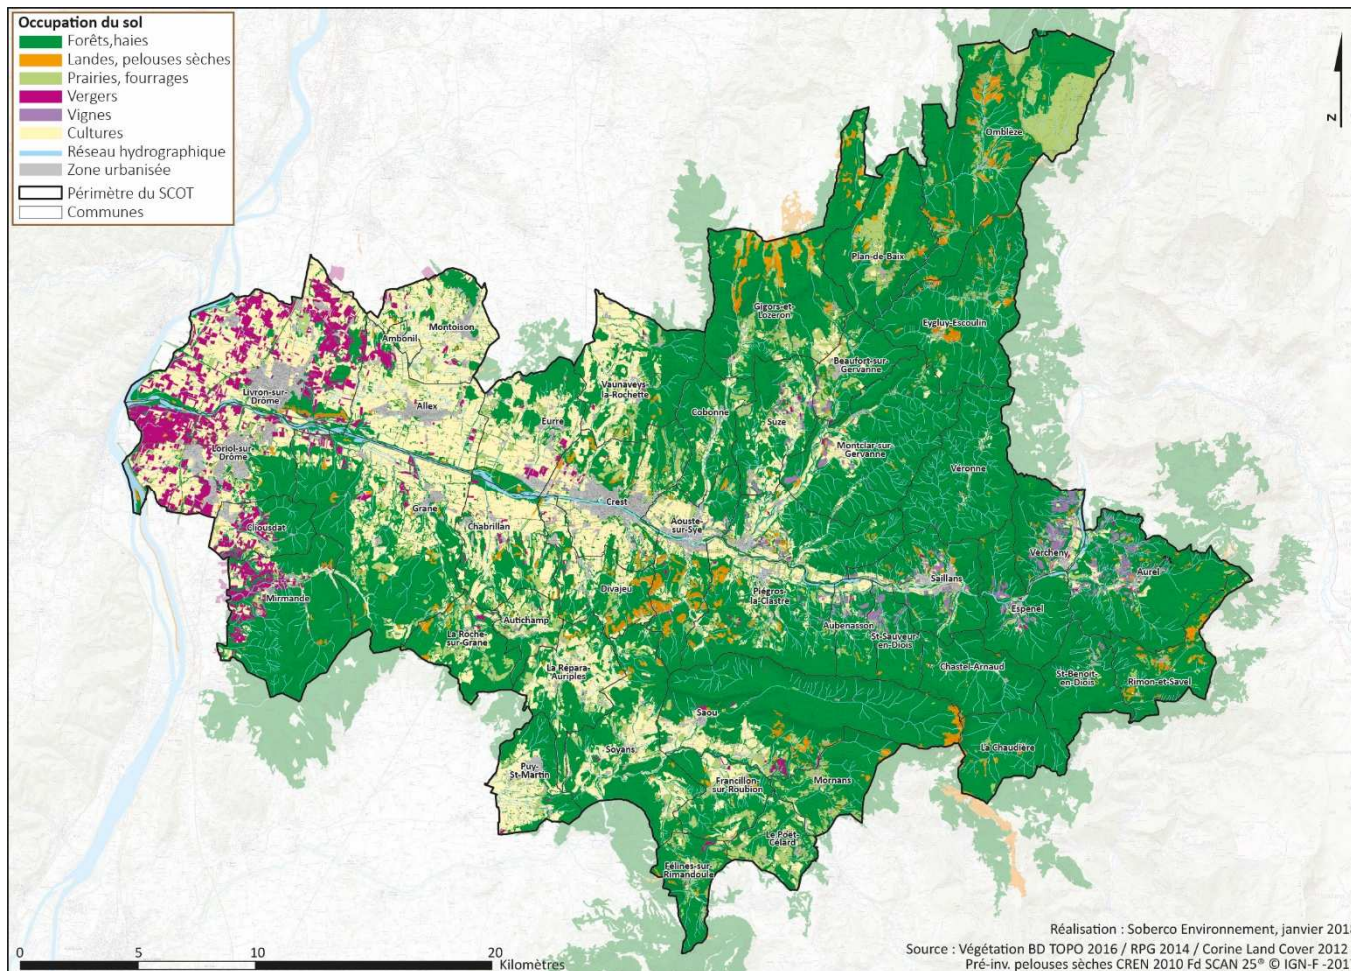 Occupation du sol
Forêts,haies
Landes, pelouses sèches
Prairies, fourrages
Vergers
Vignes
Cultures
Réseau hydrographique
Zone urbanisée
Périmètre du SCOT
Communes
N
Omblèze
Plan-de-Baix
Gigors-et-
Lozeron
Eygluy-Escoulin
Montoison
Ambonil
Beaufort-sur-
Gervanne
Vaunaveys-
la-Rochette
Livron-sur-
Drôme
Allex
Cobonne
Eurre
Suze
Loriol-sur-
Drôme
Montclar-sur-
Gervanne
Véronne
Crest
Grane
Chabrillan
Cliousdat
Aouste-
sur-Sye
Vercheny
Aurel
Saillans
Mirmande
Divajeu
Piégros-
la-Clastre
Espenel
Autichamp
Aubenasson
St-Sauveur-
en-Diois
La Roche-
sur-Grane
La Répara-
Auriples
Chastel-Arnaud
St-Benoit-
en-Diois
Rimon-et-Savel
Saou
Soyans
La Chaudière
Puy-
St-Martin
Francillon-
sur-Roubion
Mornans
Le Poët-
Célard
Félines-sur-
Rimandoule
0 5 10 20
Kilomètres
Réalisation : Soberco Environnement, janvier 201
Source : Végétation BD TOPO 2016 / RPG 2014 / Corine Land Cover 2012
Pré-inv. pelouses sèches CREN 2010 Fd SCAN 25® © IGN-F -201